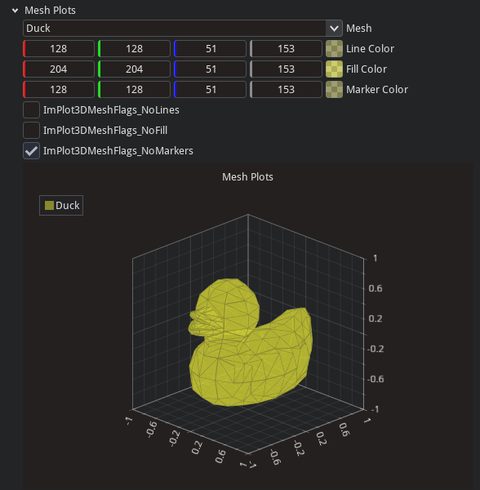 Mesh Plots
Duck Mesh
128 128 51 153 Line Color
204 204 51 153 Fill Color
128 128 51 153 Marker Color
ImPlot3DMeshFlags_NoLines
ImPlot3DMeshFlags_NoFill
ImPlot3DMeshFlags_NoMarkers
Mesh Plots
Duck
1
0.6
0.2
-0.2
-0.6
-1
-1 -0.6 -0.2 0.2 0.6 1
-1 -0.6 -0.2 0.2 0.6 1